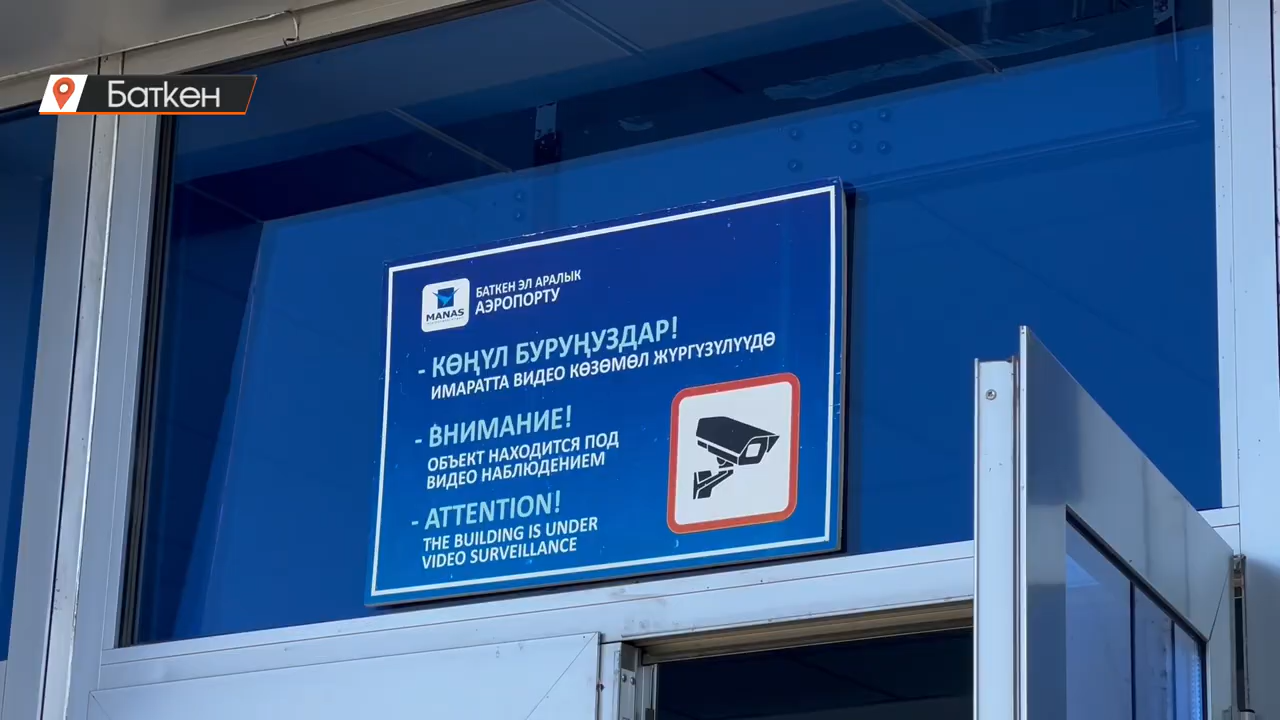 Баткен
MANAS
БАТКЕН ЭЛ АРАЛЫК
АЭРОПОРТУ
- КӨҢҮЛ БУРУҢУЗДАР!
ИМАРАТТА ВИДЕО КӨЗӨМӨЛ ЖҮРГҮЗҮЛҮҮДӨ
- ВНИМАНИЕ!
ОБЪЕКТ НАХОДИТСЯ ПОД
ВИДЕО НАБЛЮДЕНИЕМ
- ATTENTION!
THE BUILDING IS UNDER
VIDEO SURVEILLANCE